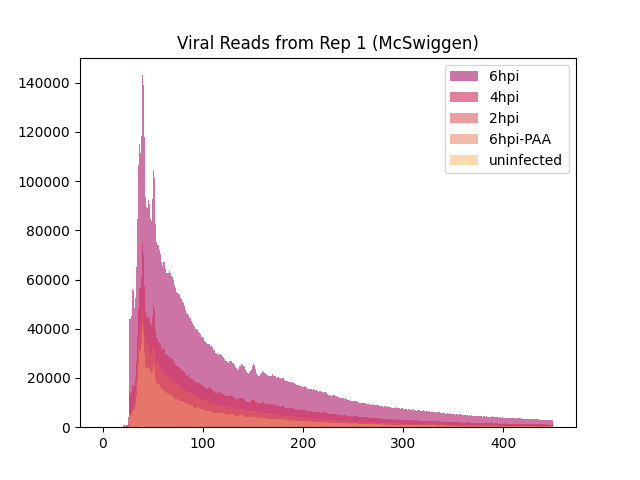 Viral Reads from Rep 1 (McSwiggen)
140000
120000
100000
80000
60000
40000
20000
0
6hpi
4hpi
2hpi
6hpi-PAA
uninfected
0 100 200 300 400